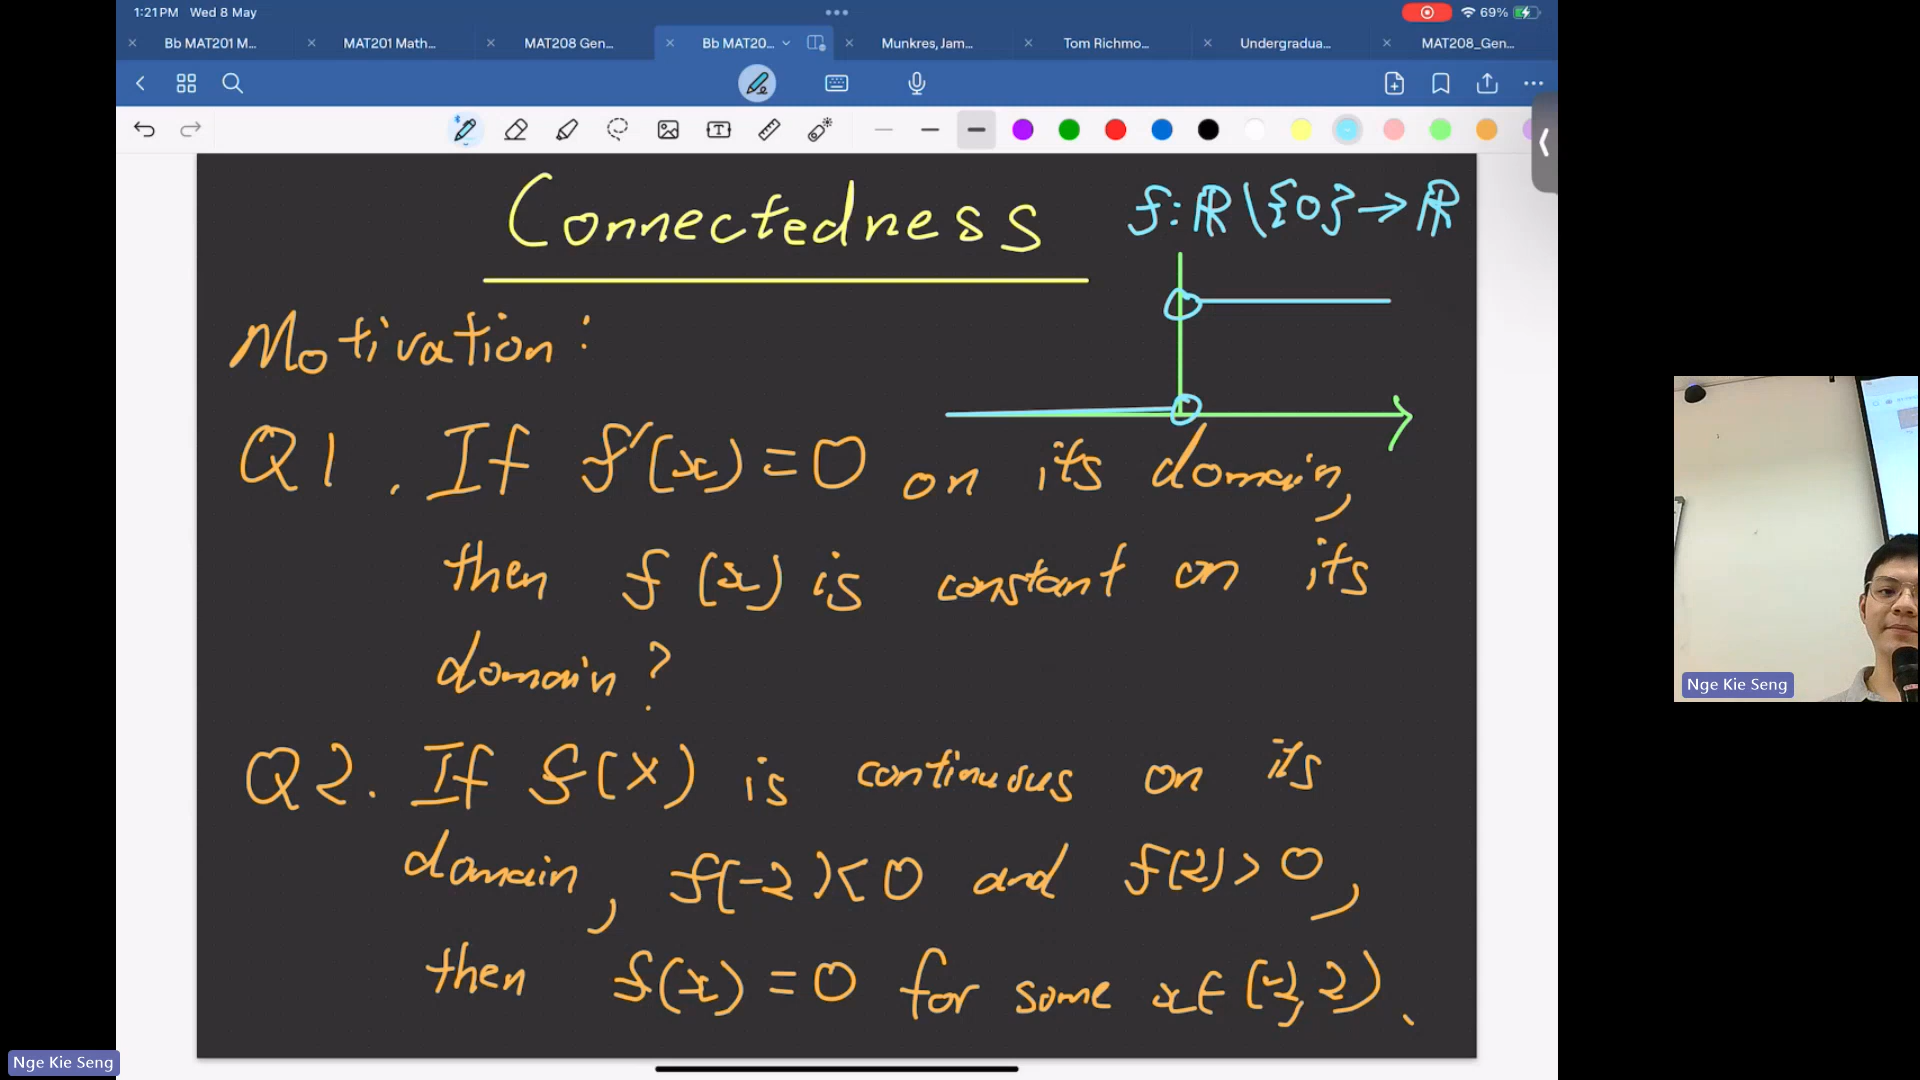 1:21 PM Wed 8 May
69%
Bb MAT201 M...
MAT201 Math...
MAT208 Gen...
Bb MAT20...
Munkres, Jam...
Tom Richmo...
Undergradua...
MAT208_Gen...
Connectedness
f: ℝ \ {0} → ℝ
Motivation:
Q1. If f'(x) = 0 on its domain,
then f(x) is constant on its
domain?
Q2. If f(x) is continuous on its
domain, f(-2) < 0 and f(2) > 0,
then f(x) = 0 for some x ∈ (-2, 2).
Nge Kie Seng
Nge Kie Seng